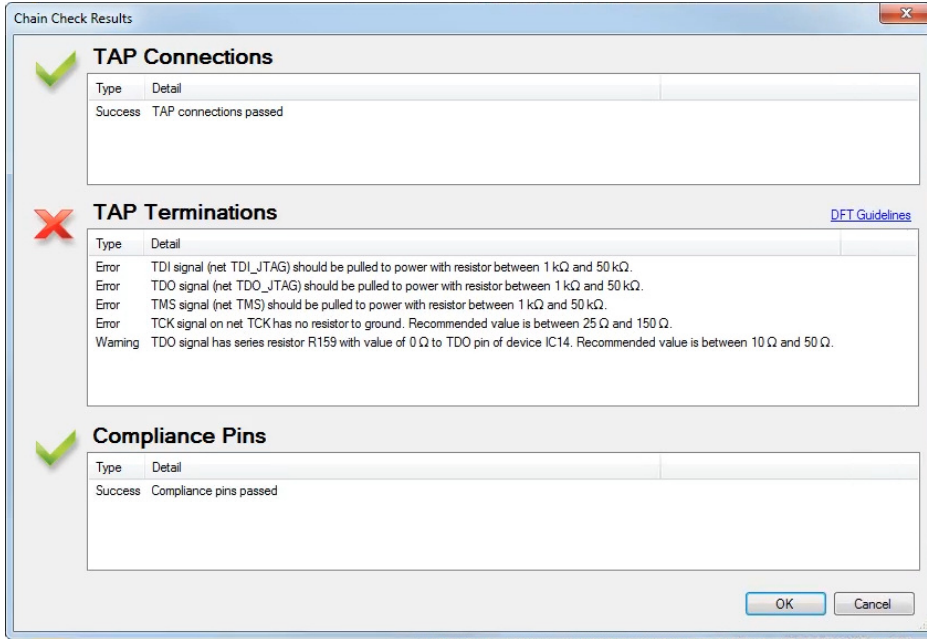 Chain Check Results
TAP Connections
Type Detail
Success TAP connections passed
TAP Terminations
DFT Guidelines
Type Detail
Error TDI signal (net TDI_JTAG) should be pulled to power with resistor between 1 kΩ and 50 kΩ.
Error TDO signal (net TDO_JTAG) should be pulled to power with resistor between 1 kΩ and 50 kΩ.
Error TMS signal (net TMS) should be pulled to power with resistor between 1 kΩ and 50 kΩ.
Error TCK signal on net TCK has no resistor to ground. Recommended value is between 25 Ω and 150 Ω.
Warning TDO signal has series resistor R159 with value of 0 Ω to TDO pin of device IC14. Recommended value is between 10 Ω and 50 Ω.
Compliance Pins
Type Detail
Success Compliance pins passed
OK Cancel